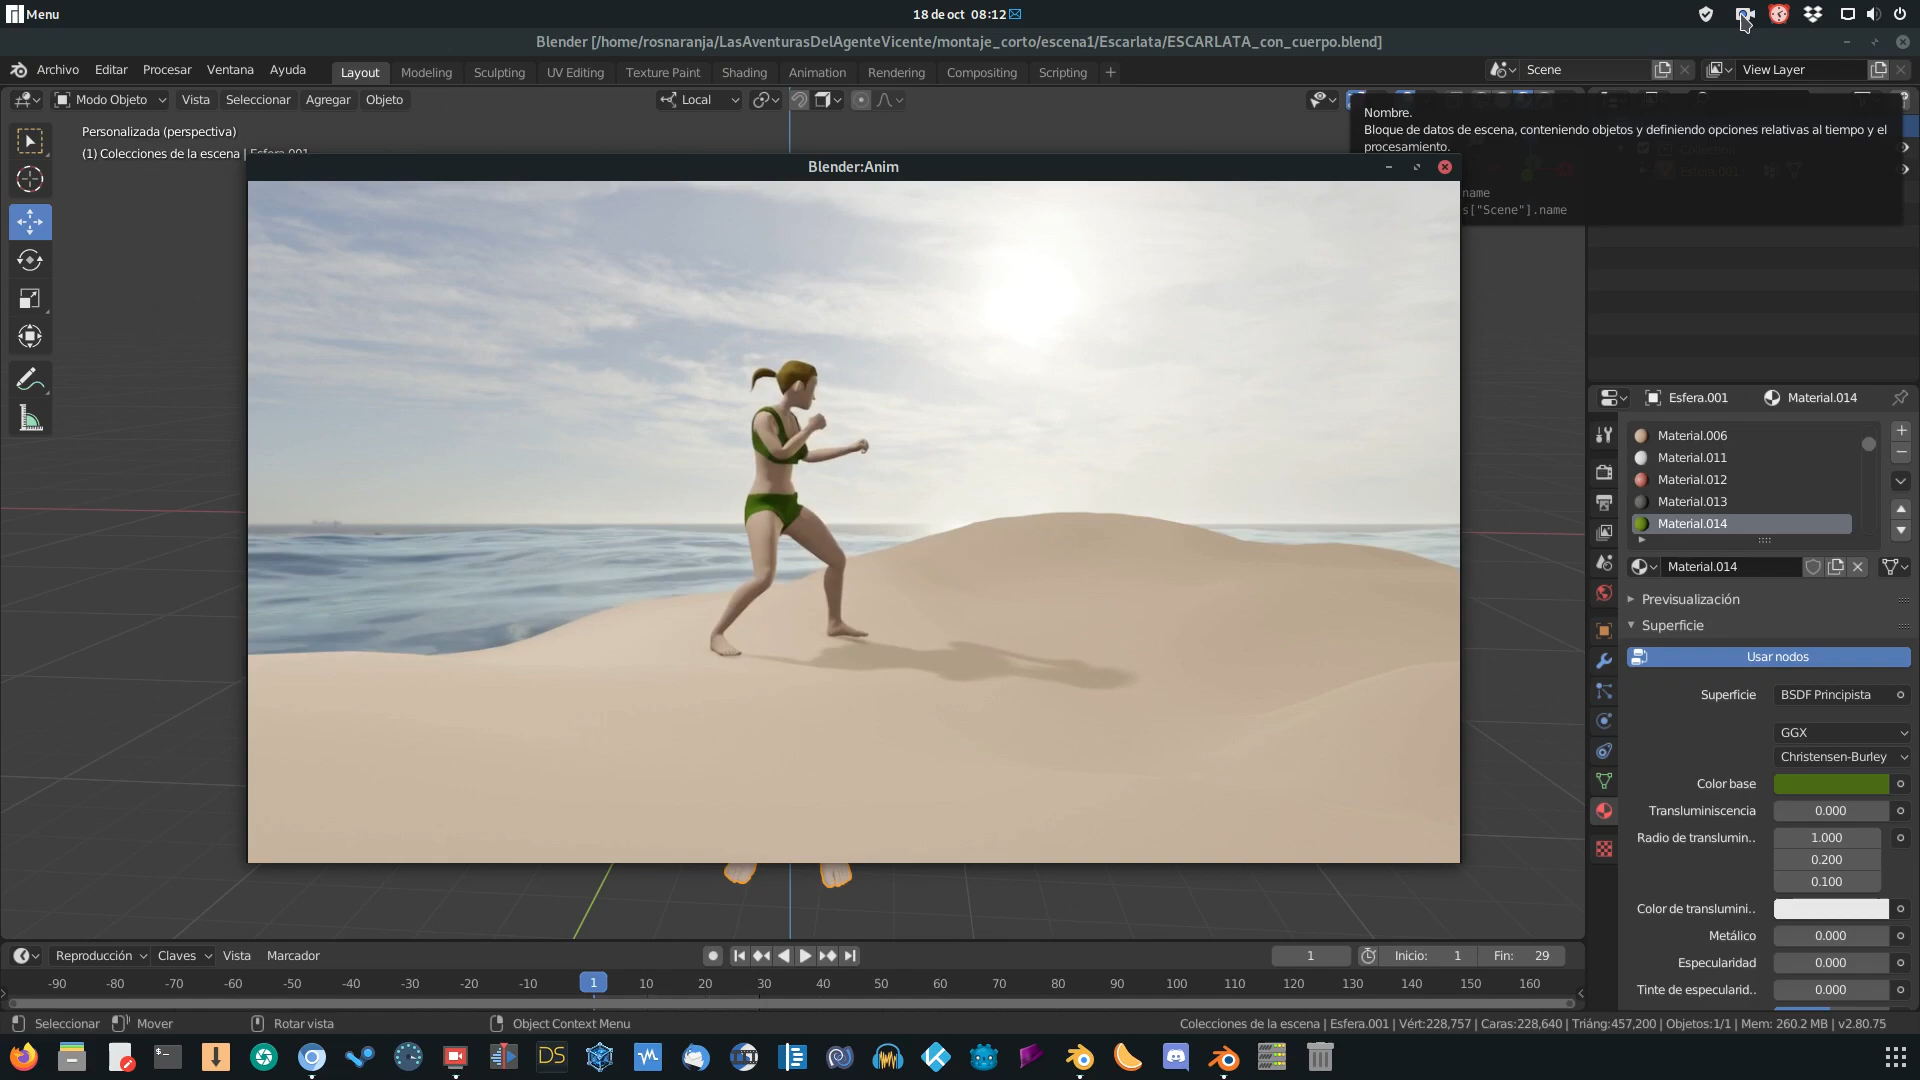 Menu
18 de oct 08:12
Blender [/home/rosnaranja/LasAventurasDelAgenteVicente/montaje_corto/escena1/Escarlata/ESCARLATA_con_cuerpo.blend]
Archivo Editar Procesar Ventana Ayuda Layout Modeling Sculpting UV Editing Texture Paint Shading Animation Rendering Compositing Scripting + Scene View Layer
Modo Objeto Vista Seleccionar Agregar Objeto Local
Nombre.
Bloque de datos de escena, conteniendo objetos y definiendo opciones relativas al tiempo y el
procesamiento.
name
s["Scene"].name
Personalizada (perspectiva)
(1) Colecciones de la escena | Esfera.001
Esfera.001
Blender:Anim
Esfera.001 Material.014
Material.006
Material.011
Material.012
Material.013
Material.014
Material.014
Previsualización
Superficie
Usar nodos
Superficie BSDF Principista
GGX
Christensen-Burley
Color base
Transluminiscencia 0.000
Radio de translumin.. 1.000
0.200
0.100
Color de translumini..
Metálico 0.000
Especularidad 0.000
Tinte de especularid.. 0.000
Reproducción Claves Vista Marcador 1 Inicio: 1 Fin: 29
-90 -80 -70 -60 -50 -40 -30 -20 -10 1 10 20 30 40 50 60 70 80 90 100 110 120 130 140 150 160
Seleccionar Mover Rotar vista Object Context Menu Colecciones de la escena | Esfera.001 | Vért:228,757 | Caras:228,640 | Triáng:457,200 | Objetos:1/1 | Mem: 260.2 MB | v2.80.75
DS